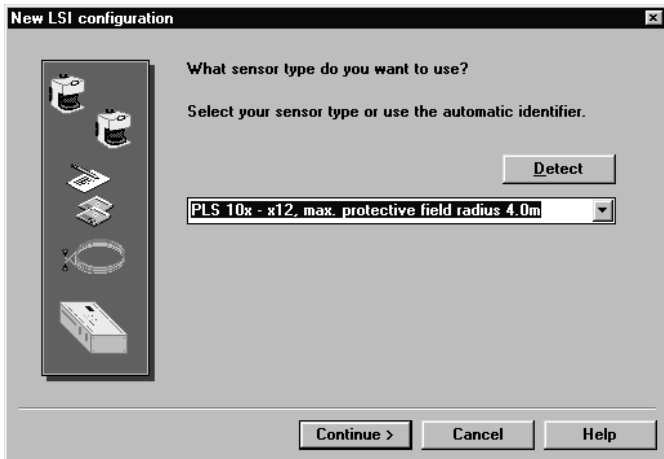 New LSI configuration
What sensor type do you want to use?
Select your sensor type or use the automatic identifier.
Detect
PLS 10x - x12, max. protective field radius 4.0m
Continue >
Cancel
Help